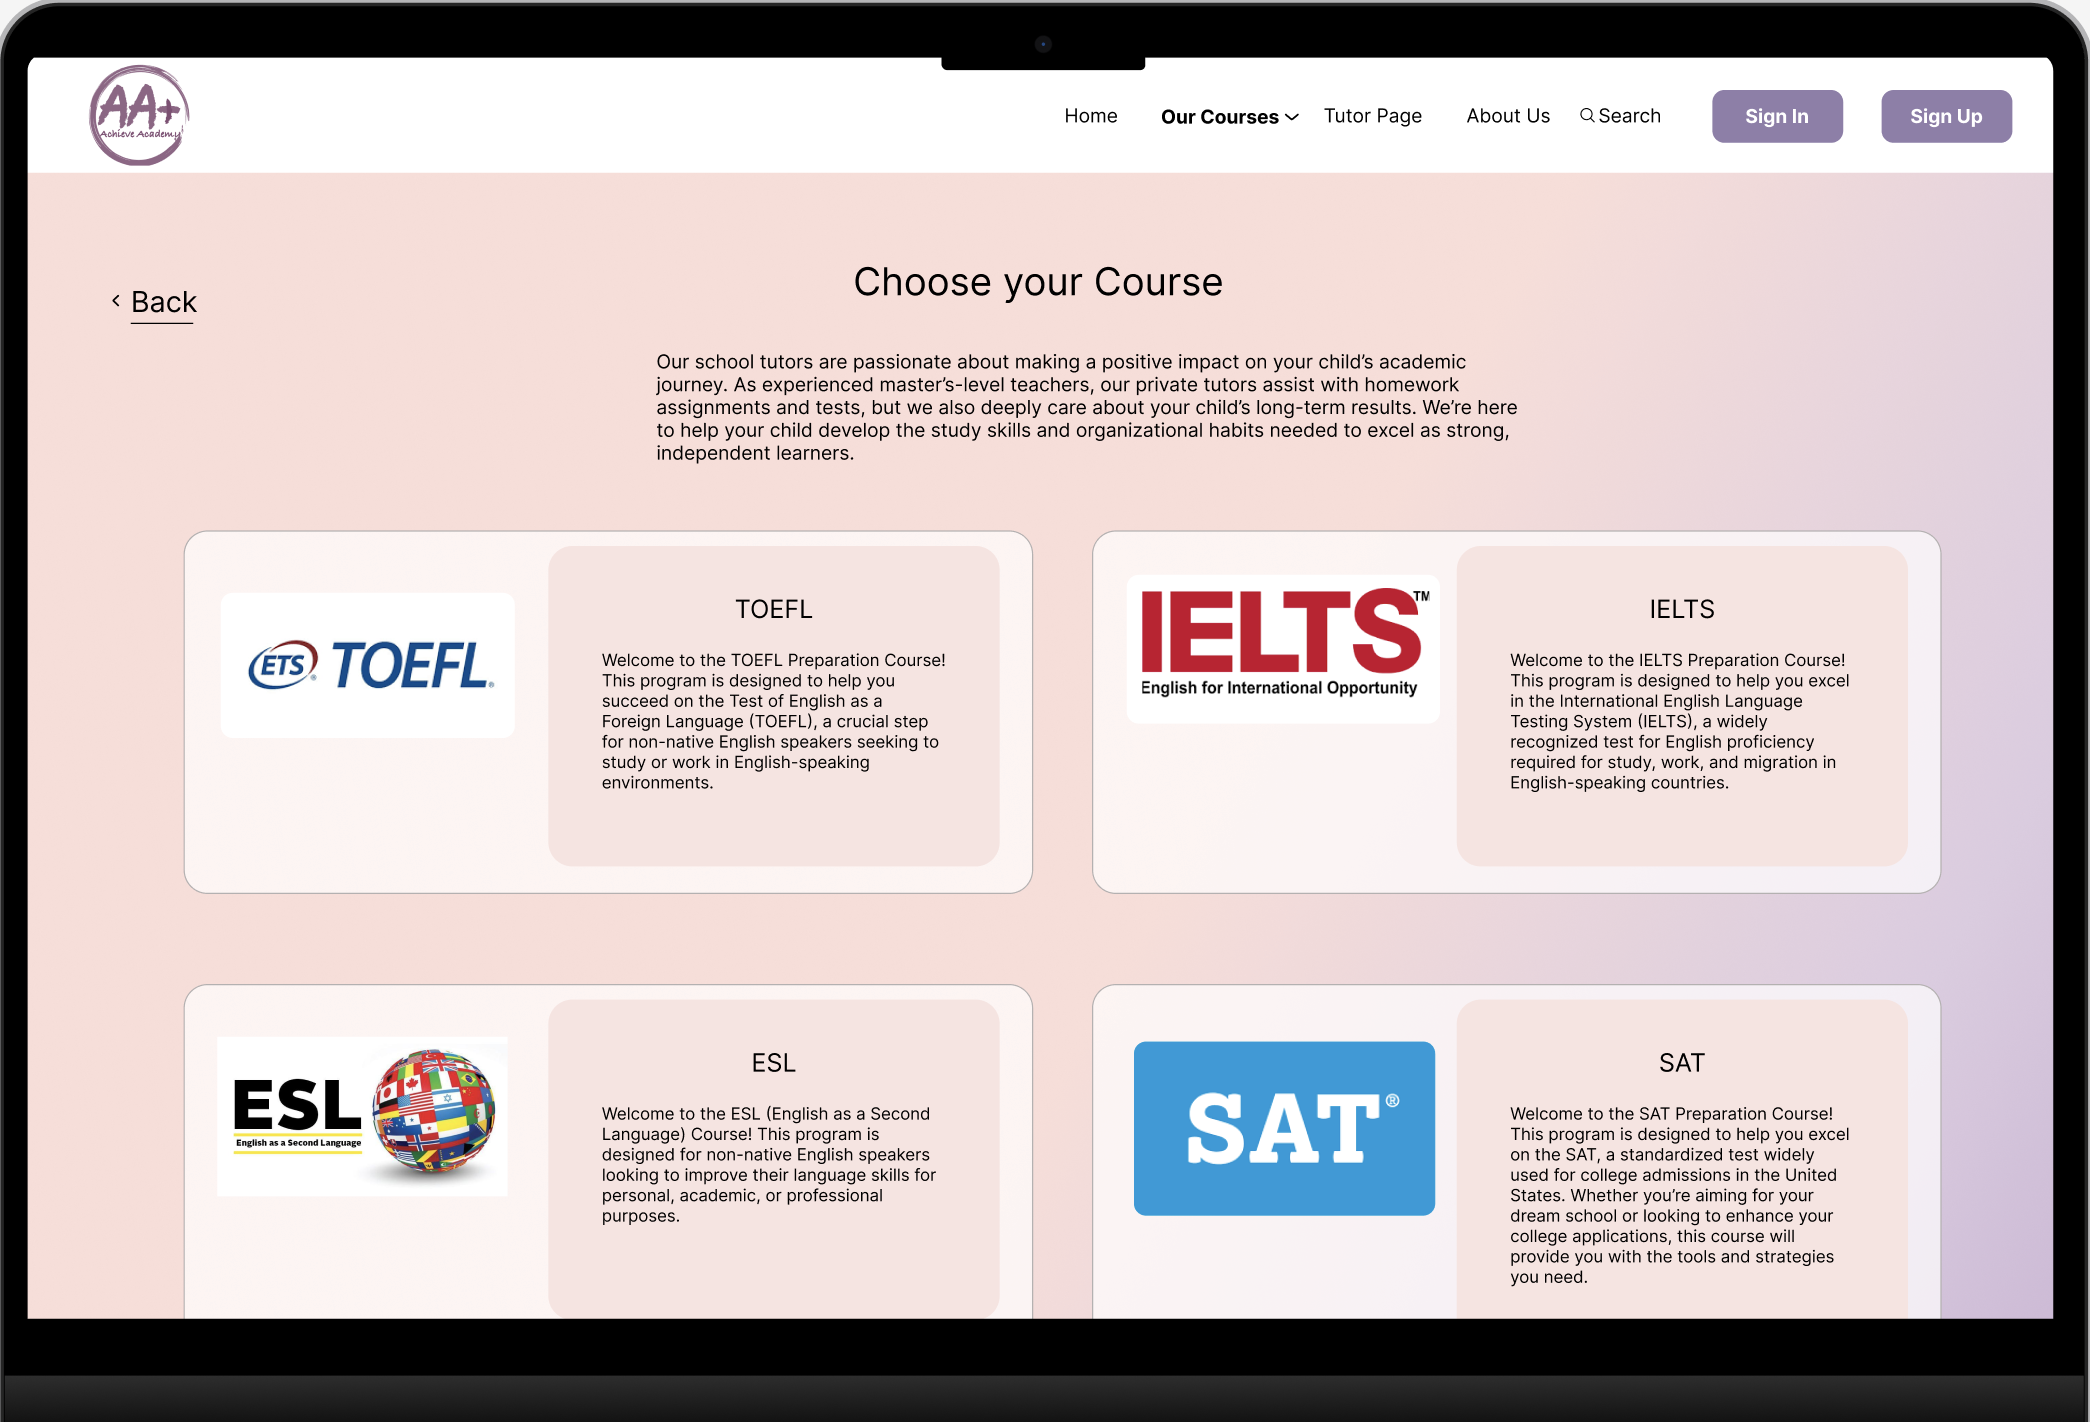 AA+
Achieve Academy
Home
Our Courses
Tutor Page
About Us
Search
Sign In
Sign Up
Back
Choose your Course
Our school tutors are passionate about making a positive impact on your child’s academic
journey. As experienced master’s-level teachers, our private tutors assist with homework
assignments and tests, but we also deeply care about your child’s long-term results. We’re here
to help your child develop the study skills and organizational habits needed to excel as strong,
independent learners.
ETS® TOEFL®
TOEFL
Welcome to the TOEFL Preparation Course!
This program is designed to help you
succeed on the Test of English as a
Foreign Language (TOEFL), a crucial step
for non-native English speakers seeking to
study or work in English-speaking
environments.
IELTS™
English for International Opportunity
IELTS
Welcome to the IELTS Preparation Course!
This program is designed to help you excel
in the International English Language
Testing System (IELTS), a widely
recognized test for English proficiency
required for study, work, and migration in
English-speaking countries.
ESL
English as a Second Language
ESL
Welcome to the ESL (English as a Second
Language) Course! This program is
designed for non-native English speakers
looking to improve their language skills for
personal, academic, or professional
purposes.
SAT®
SAT
Welcome to the SAT Preparation Course!
This program is designed to help you excel
on the SAT, a standardized test widely
used for college admissions in the United
States. Whether you’re aiming for your
dream school or looking to enhance your
college applications, this course will
provide you with the tools and strategies
you need.